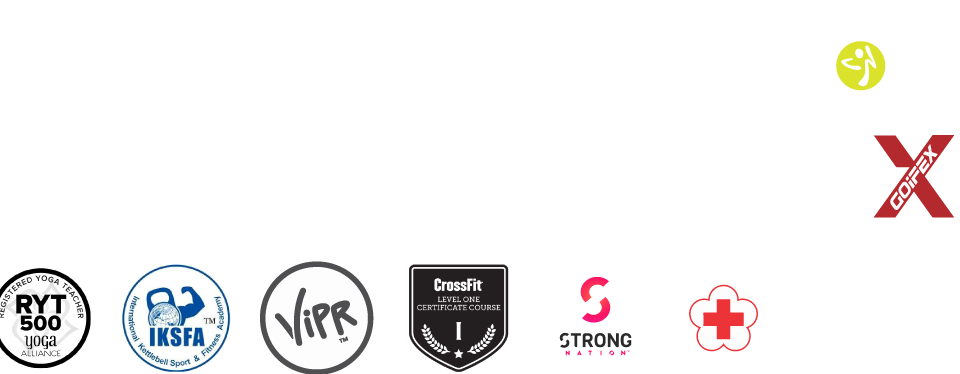 GOiFEX
REGISTERED YOGA TEACHER
RYT
500
yoga
ALLIANCE
International Kettlebell Sport & Fitness Academy
IKSFA
TM
ViPR
TM
CrossFit
LEVEL ONE
CERTIFICATE COURSE
I
STRONG
NATION